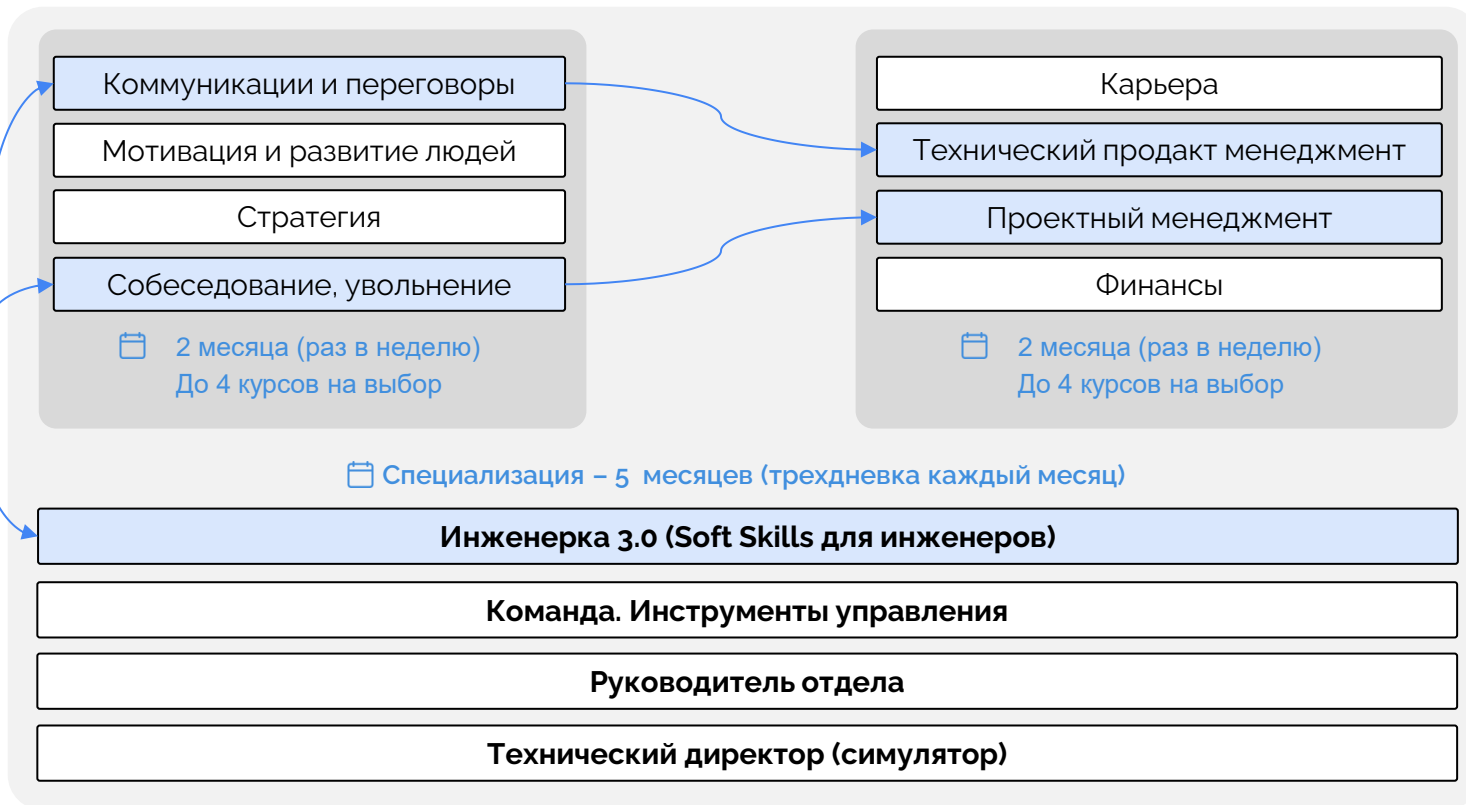 Коммуникации и переговоры
Мотивация и развитие людей
Стратегия
Собеседование, увольнение
2 месяца (раз в неделю)
До 4 курсов на выбор
Карьера
Технический продакт менеджмент
Проектный менеджмент
Финансы
2 месяца (раз в неделю)
До 4 курсов на выбор
Специализация – 5 месяцев (трехдневка каждый месяц)
Инженерка 3.0 (Soft Skills для инженеров)
Команда. Инструменты управления
Руководитель отдела
Технический директор (симулятор)